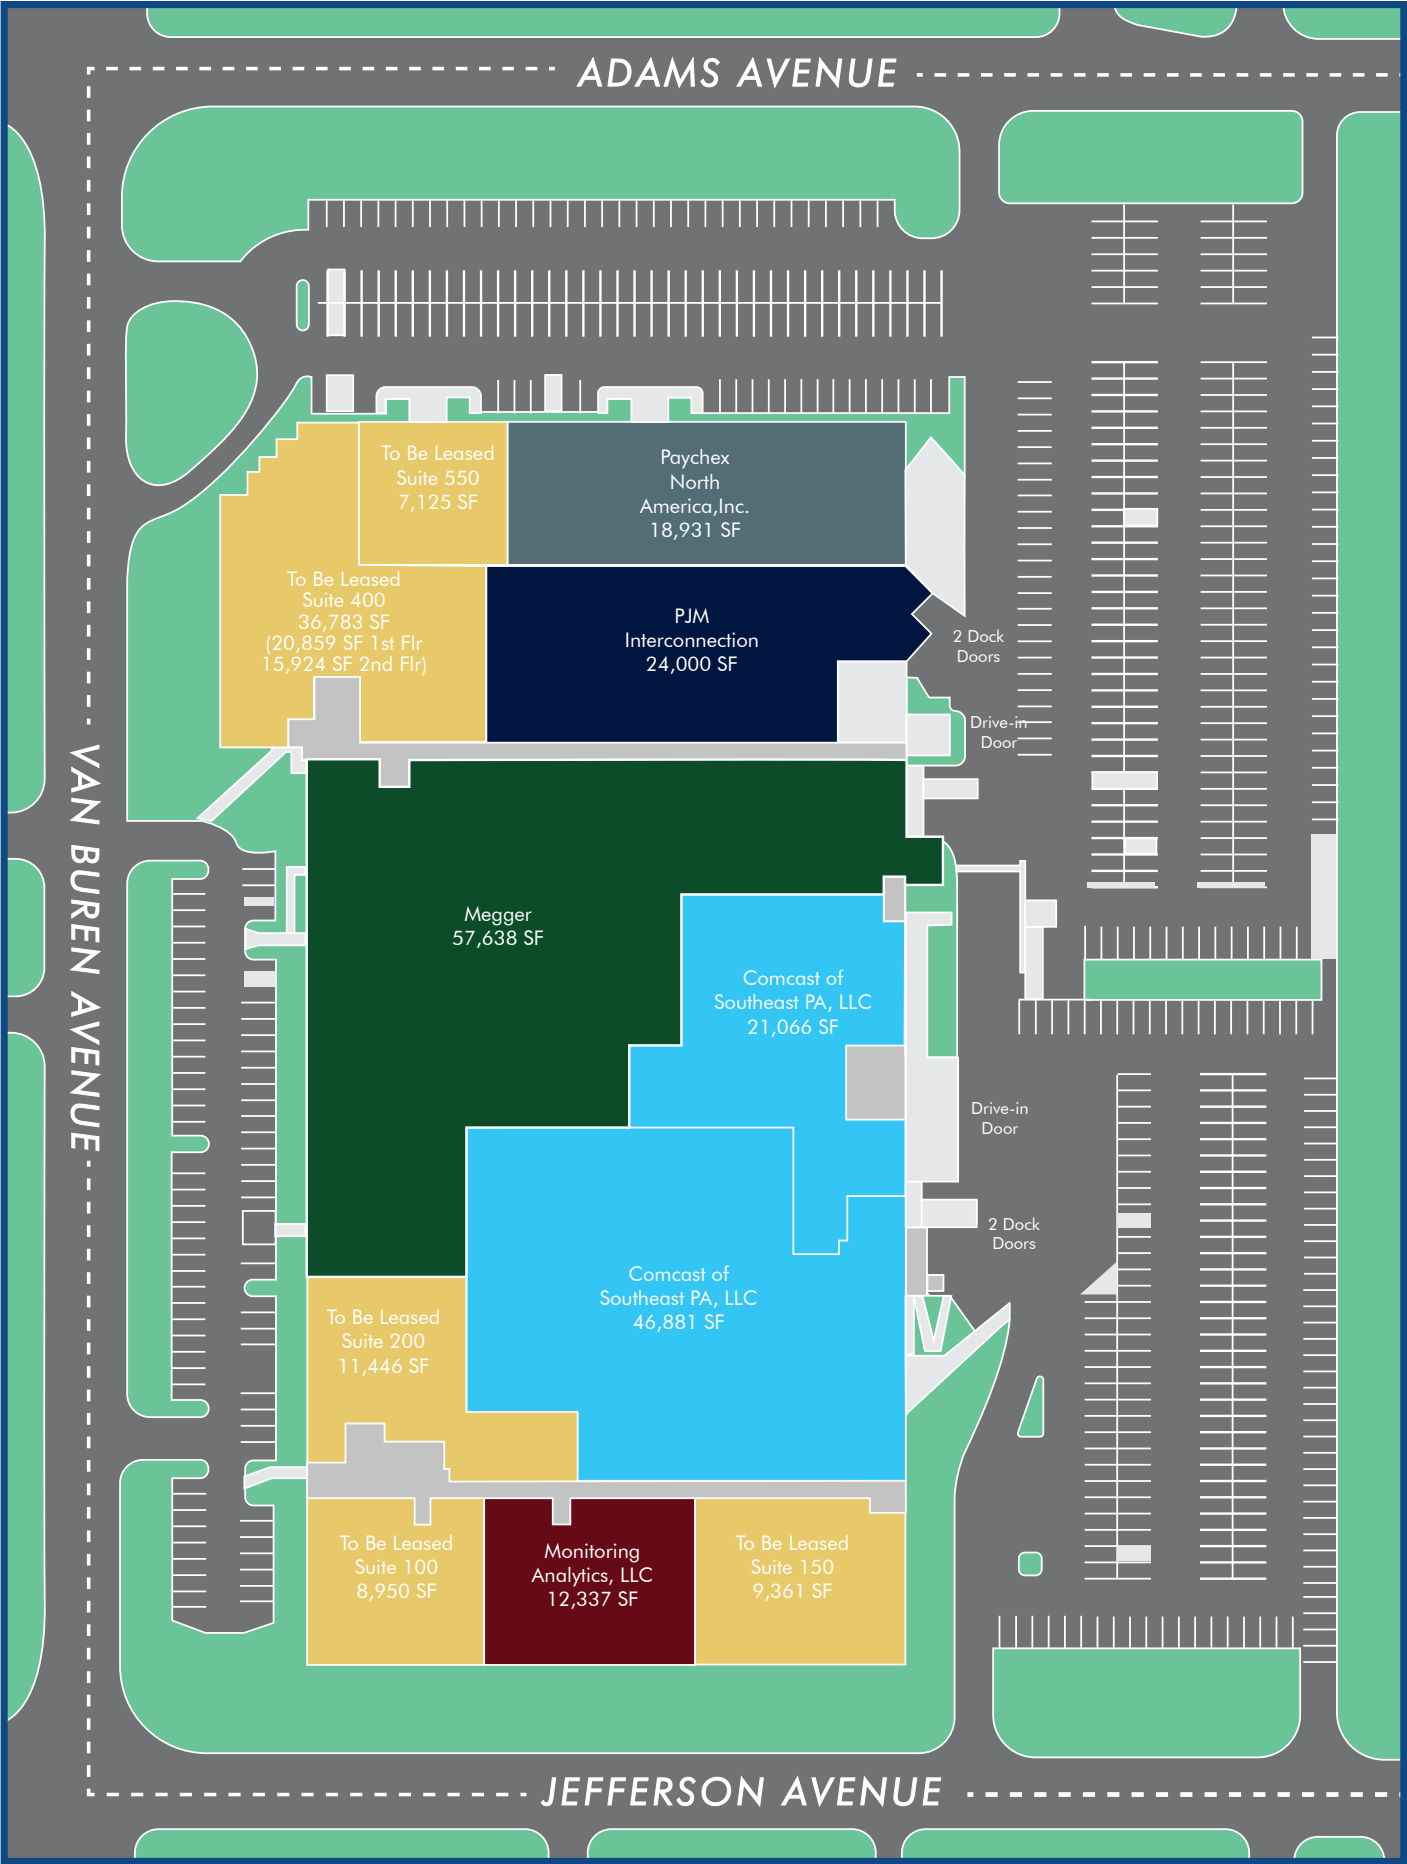 ADAMS AVENUE
To Be Leased
Suite 550
7,125 SF
Paychex
North
America,Inc.
18,931 SF
To Be Leased
Suite 400
36,783 SF
(20,859 SF 1st Flr
15,924 SF 2nd Flr)
PJM
Interconnection
24,000 SF
2 Dock
Doors
Drive-in
Door
VAN BUREN AVENUE
Megger
57,638 SF
Comcast of
Southeast PA, LLC
21,066 SF
Drive-in
Door
2 Dock
Doors
Comcast of
Southeast PA, LLC
46,881 SF
To Be Leased
Suite 200
11,446 SF
To Be Leased
Suite 100
8,950 SF
Monitoring
Analytics, LLC
12,337 SF
To Be Leased
Suite 150
9,361 SF
JEFFERSON AVENUE